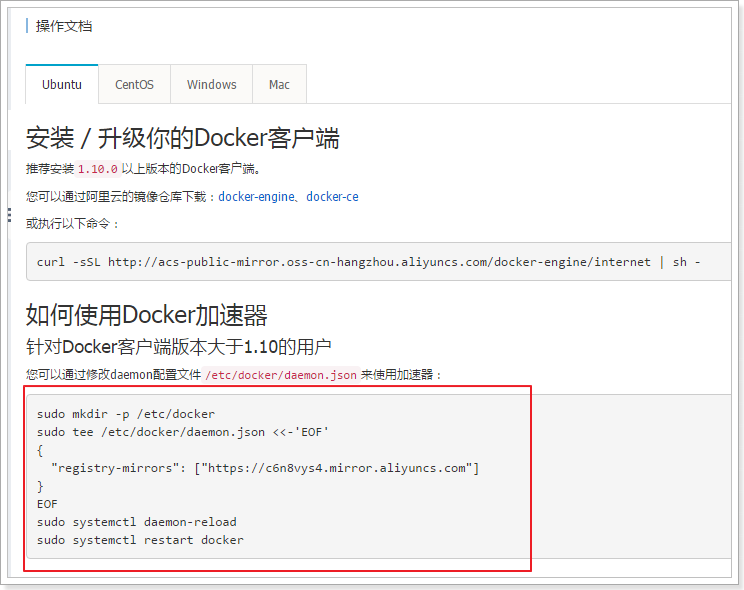 操作文档
Ubuntu
CentOS
Windows
Mac
安装 / 升级你的Docker客户端
推荐安装 1.10.0 以上版本的Docker客户端。
您可以通过阿里云的镜像仓库下载：docker-engine、docker-ce
或执行以下命令：
curl -sSL http://acs-public-mirror.oss-cn-hangzhou.aliyuncs.com/docker-engine/internet | sh -
如何使用Docker加速器
针对Docker客户端版本大于1.10的用户
您可以通过修改daemon配置文件 /etc/docker/daemon.json 来使用加速器：
sudo mkdir -p /etc/docker
sudo tee /etc/docker/daemon.json <<-'EOF'
{
  "registry-mirrors": ["https://c6n8vys4.mirror.aliyuncs.com"]
}
EOF
sudo systemctl daemon-reload
sudo systemctl restart docker